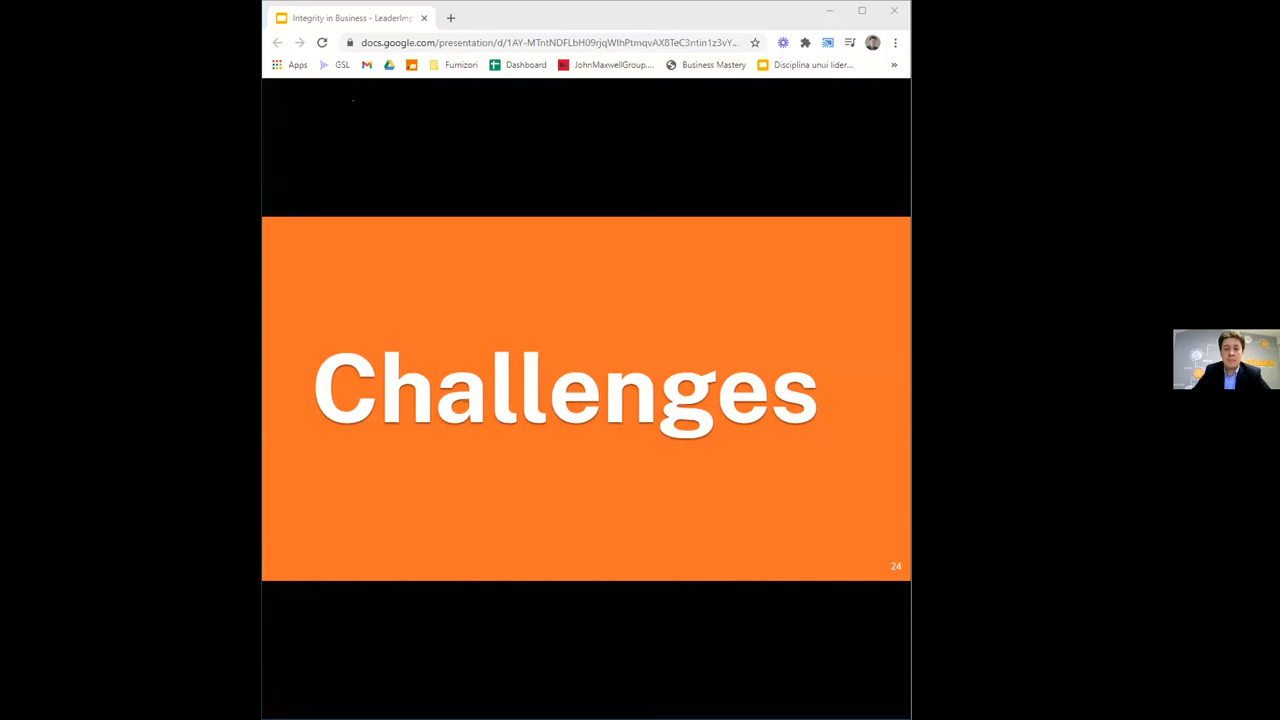 Integrity in Business - LeaderImp
docs.google.com/presentation/d/1AY-MTntNDFLbH09rjqWIhPtmqvAX8TeC3ntin1z3vY...
Apps GSL Furnizori Dashboard JohnMaxwellGroup.... Business Mastery Disciplina unui lider... »
Challenges
24